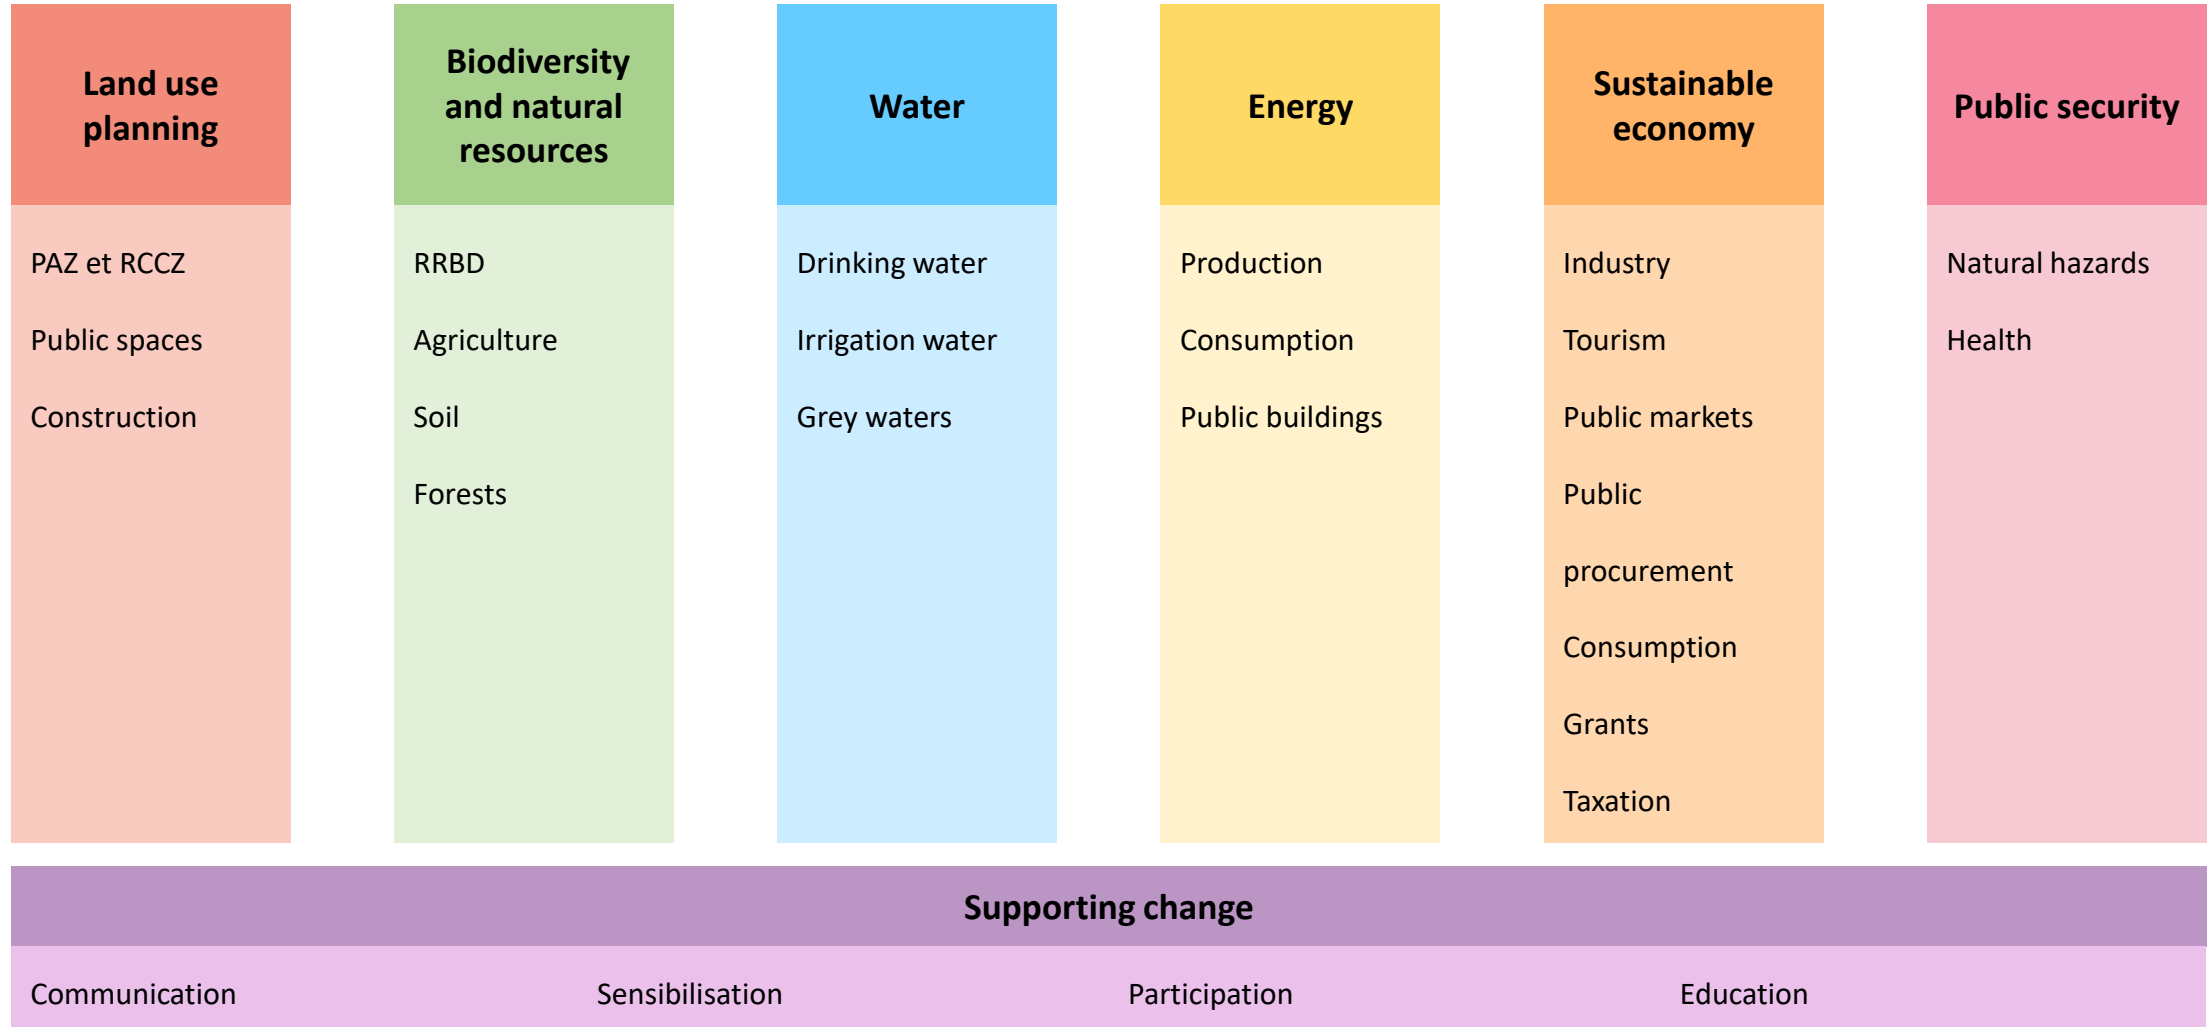 Land use
planning
PAZ et RCCZ
Public spaces
Construction
Biodiversity
and natural
resources
RRBD
Agriculture
Soil
Forests
Water
Drinking water
Irrigation water
Grey waters
Energy
Production
Consumption
Public buildings
Sustainable
economy
Industry
Tourism
Public markets
Public
procurement
Consumption
Grants
Taxation
Public security
Natural hazards
Health
Supporting change
Communication
Sensibilisation
Participation
Education